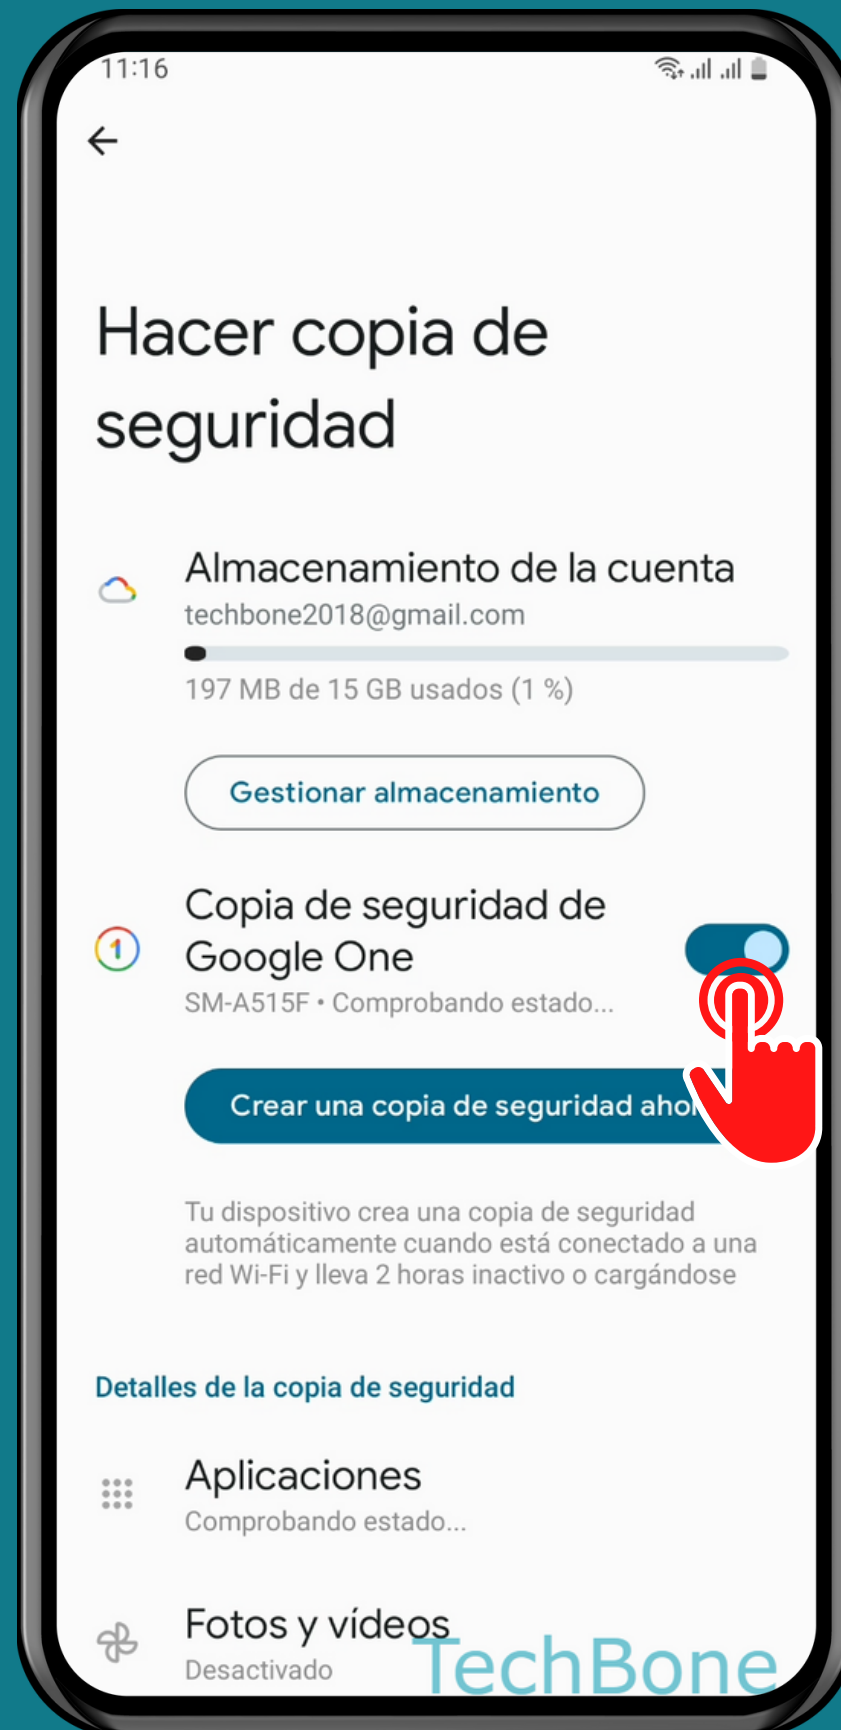 11:16
Hacer copia de
seguridad
Almacenamiento de la cuenta
techbone2018@gmail.com
197 MB de 15 GB usados (1 %)
Gestionar almacenamiento
Copia de seguridad de
Google One
1
SM-A515F • Comprobando estado...
Crear una copia de seguridad
Tu dispositivo crea una copia de seguridad
automáticamente cuando está conectado a una
red Wi-Fi y lleva 2 horas inactivo o cargándose
Detalles de la copia de seguridad
Aplicaciones
Comprobando estado...
Fotos y vídeos
Desactivado
TechBone